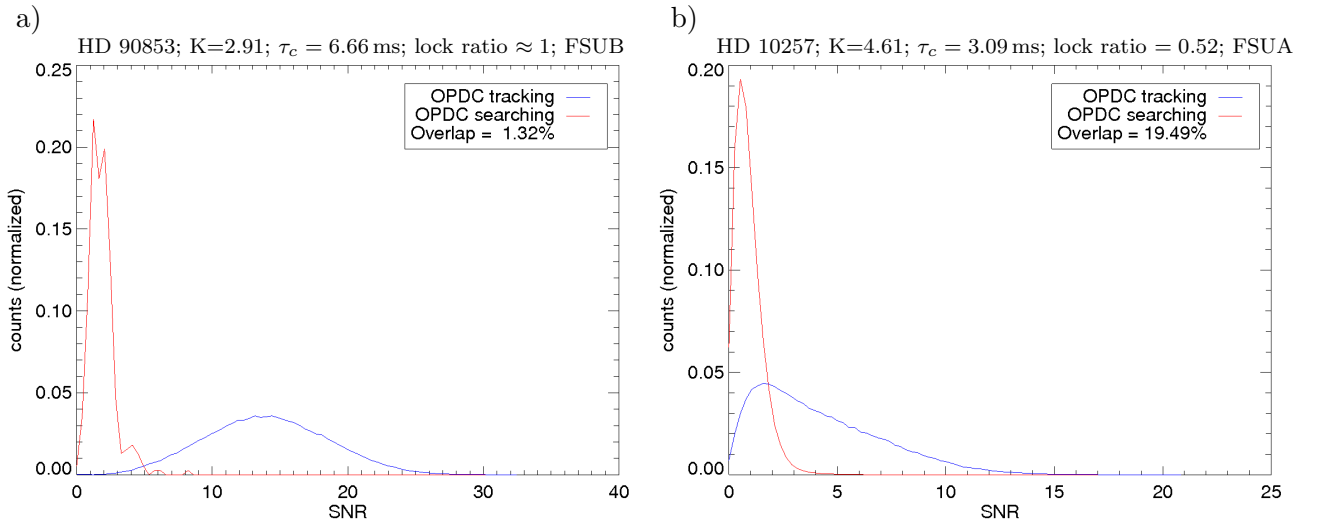 a)
HD 90853; K=2.91; τc = 6.66 ms; lock ratio ≈ 1; FSUB
0.25
0.20
0.15
0.10
0.05
0.00
counts (normalized)
OPDC tracking
OPDC searching
Overlap = 1.32%
0
10
20
30
40
SNR
b)
HD 10257; K=4.61; τc = 3.09 ms; lock ratio = 0.52; FSUA
0.20
0.15
0.10
0.05
0.00
counts (normalized)
OPDC tracking
OPDC searching
Overlap = 19.49%
0
5
10
15
20
25
SNR